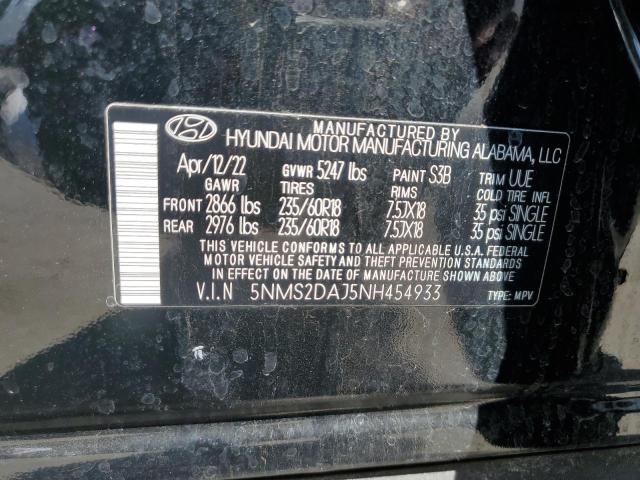 MANUFACTURED BY
HYUNDAI MOTOR MANUFACTURING ALABAMA, LLC
Apr/12/22 GVWR 5247 lbs PAINT S3B TRIM UUE
GAWR TIRES RIMS COLD TIRE INFL
FRONT 2866 lbs 235/60R18 7.5JX18 35 psi SINGLE
REAR 2976 lbs 235/60R18 7.5JX18 35 psi SINGLE
THIS VEHICLE CONFORMS TO ALL APPLICABLE U.S.A. FEDERAL
MOTOR VEHICLE SAFETY AND THEFT PREVENTION STANDARDS
IN EFFECT ON THE DATE OF MANUFACTURE SHOWN ABOVE
V.I.N 5NMS2DAJ5NH454933 TYPE: MPV